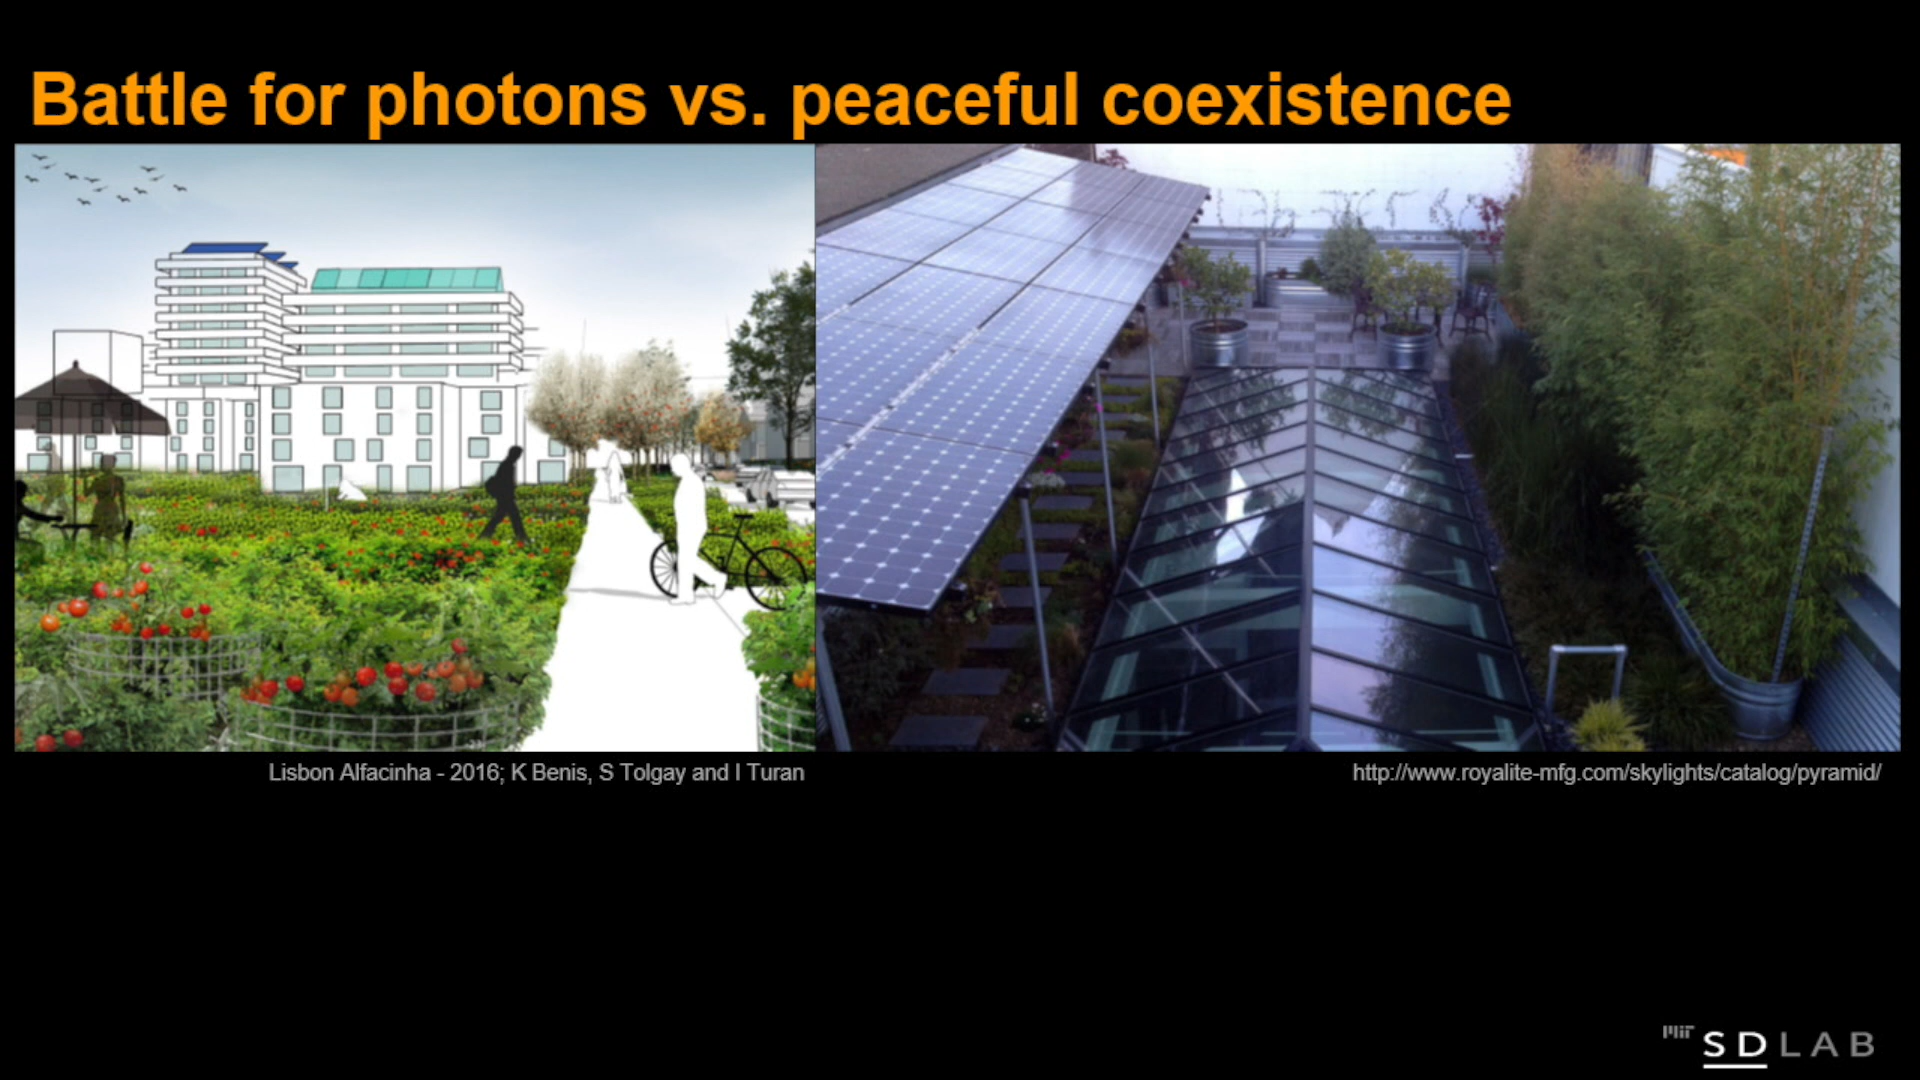 Battle for photons vs. peaceful coexistence
Lisbon Alfacinha - 2016; K Benis, S Tolgay and I Turan
http://www.royalite-mfg.com/skylights/catalog/pyramid/
MIT SDLAB